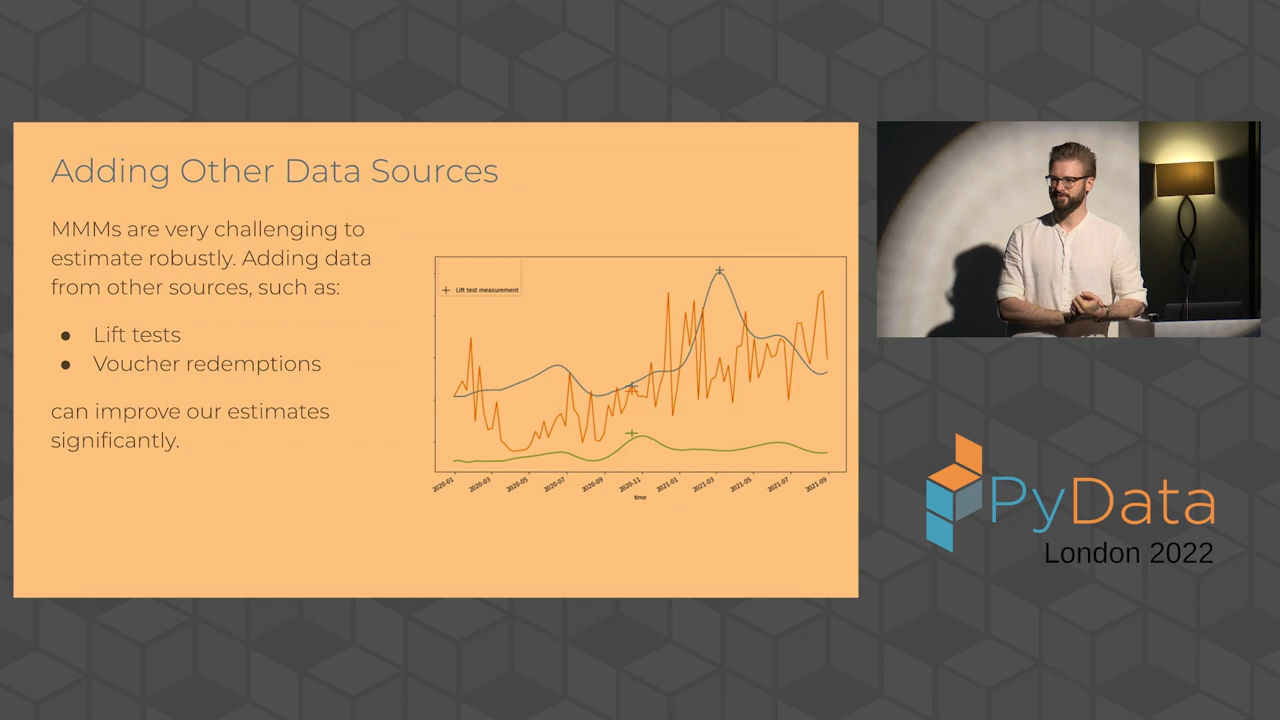 Adding Other Data Sources
MMMs are very challenging to
estimate robustly. Adding data
from other sources, such as:
● Lift tests
● Voucher redemptions
can improve our estimates
significantly.
Lift test measurement
2020-01
2020-03
2020-05
2020-07
2020-09
2020-11
2021-01
2021-03
2021-05
2021-07
2021-09
time
PyData
London 2022